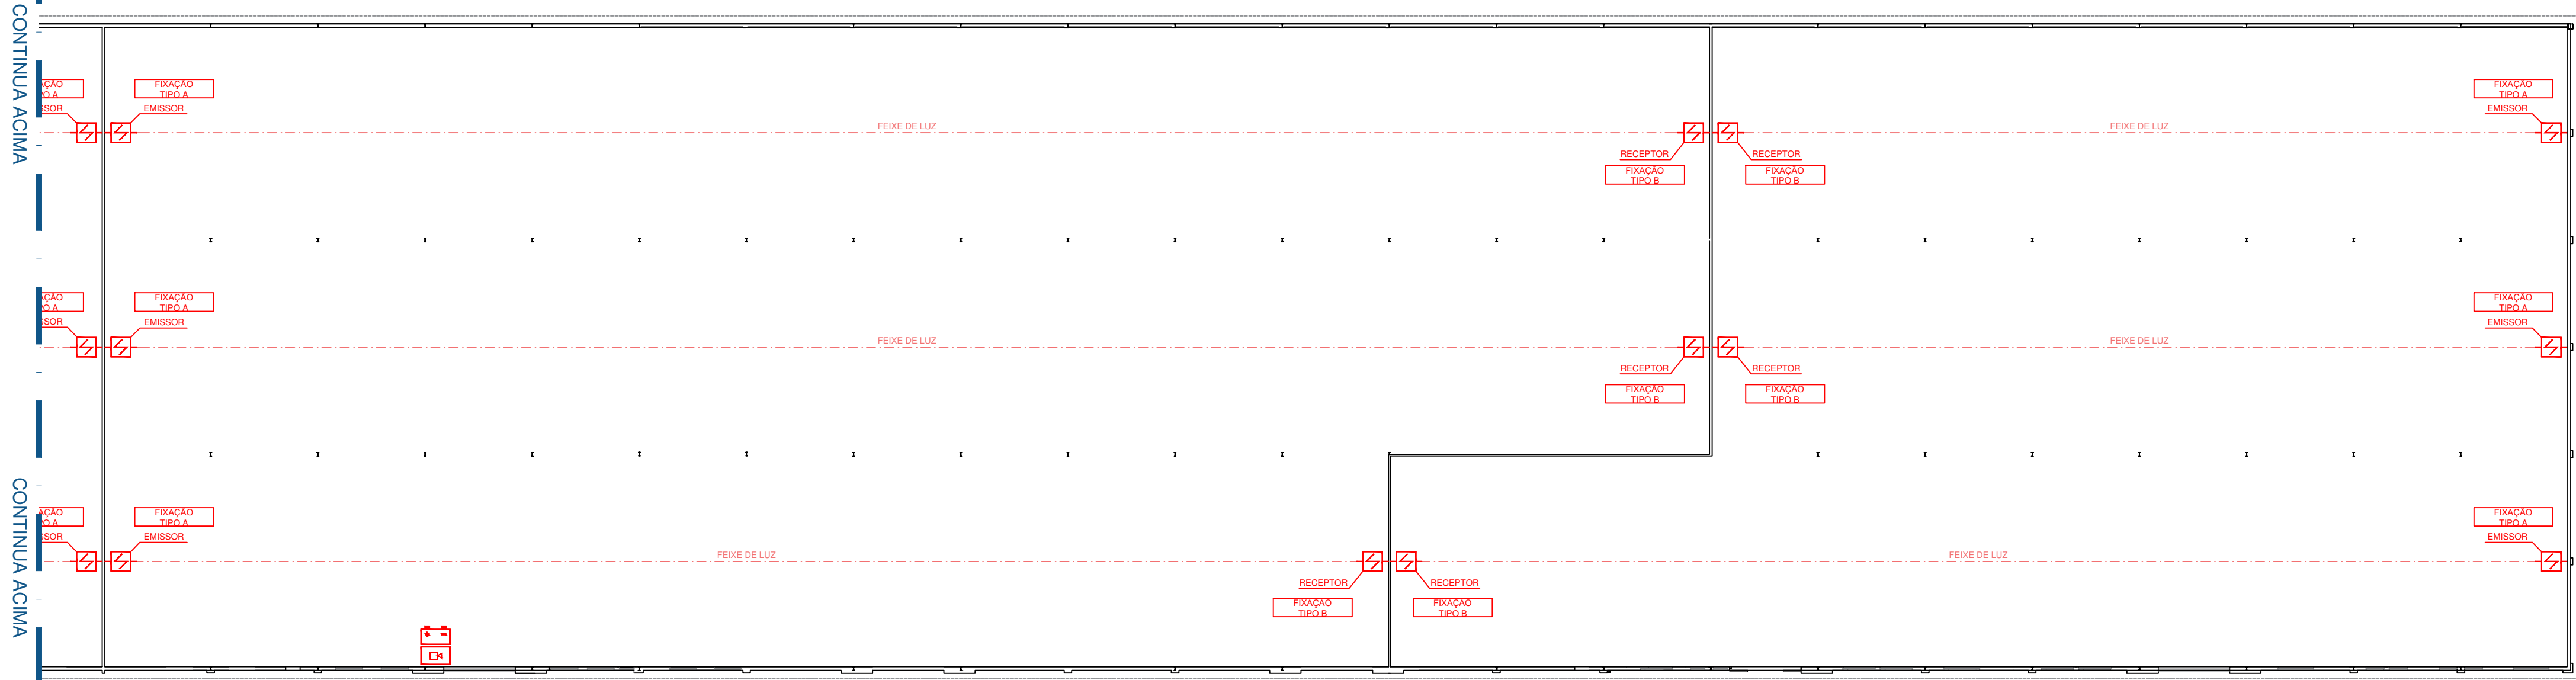 CONTINUA ACIMA
FIXAÇÃO
TIPO A
EMISSOR
FIXAÇÃO
TIPO A
EMISSOR
FEIXE DE LUZ
FEIXE DE LUZ
RECEPTOR
FIXAÇÃO
TIPO B
RECEPTOR
FIXAÇÃO
TIPO B
FIXAÇÃO
TIPO A
EMISSOR
FIXAÇÃO
TIPO A
EMISSOR
FEIXE DE LUZ
FEIXE DE LUZ
RECEPTOR
FIXAÇÃO
TIPO B
RECEPTOR
FIXAÇÃO
TIPO B
CONTINUA ACIMA
FIXAÇÃO
TIPO A
EMISSOR
FIXAÇÃO
TIPO A
EMISSOR
FEIXE DE LUZ
FEIXE DE LUZ
RECEPTOR
FIXAÇÃO
TIPO B
RECEPTOR
FIXAÇÃO
TIPO B